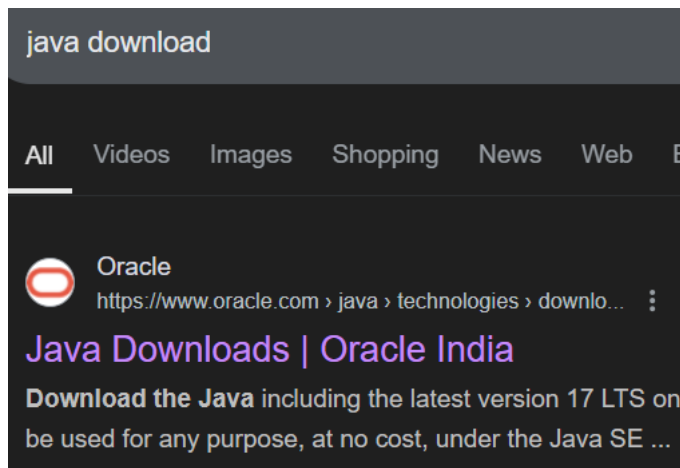 java download
All Videos Images Shopping News Web
Oracle
https://www.oracle.com › java › technologies › downlo...
Java Downloads | Oracle India
Download the Java including the latest version 17 LTS on
be used for any purpose, at no cost, under the Java SE ...